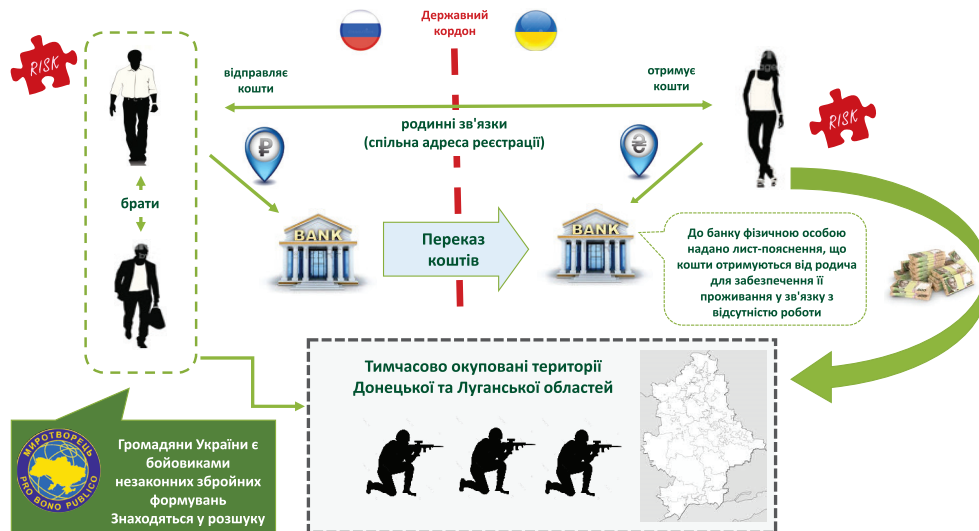 Державний
кордон
RISK
відправляє
кошти
отримує
кошти
родинні зв'язки
(спільна адреса реєстрації)
RISK
₽
₴
брати
BANK
Переказ
коштів
BANK
До банку фізичною особою
надано лист-пояснення, що
кошти отримуються від родича
для забезпечення її
проживання у зв'язку з
відсутністю роботи
Тимчасово окуповані території
Донецької та Луганської областей
МИРОТВОРЕЦЬ
PRO BONO PUBLICO
Громадяни України є
бойовиками
незаконних збройних
формувань
Знаходяться у розшуку